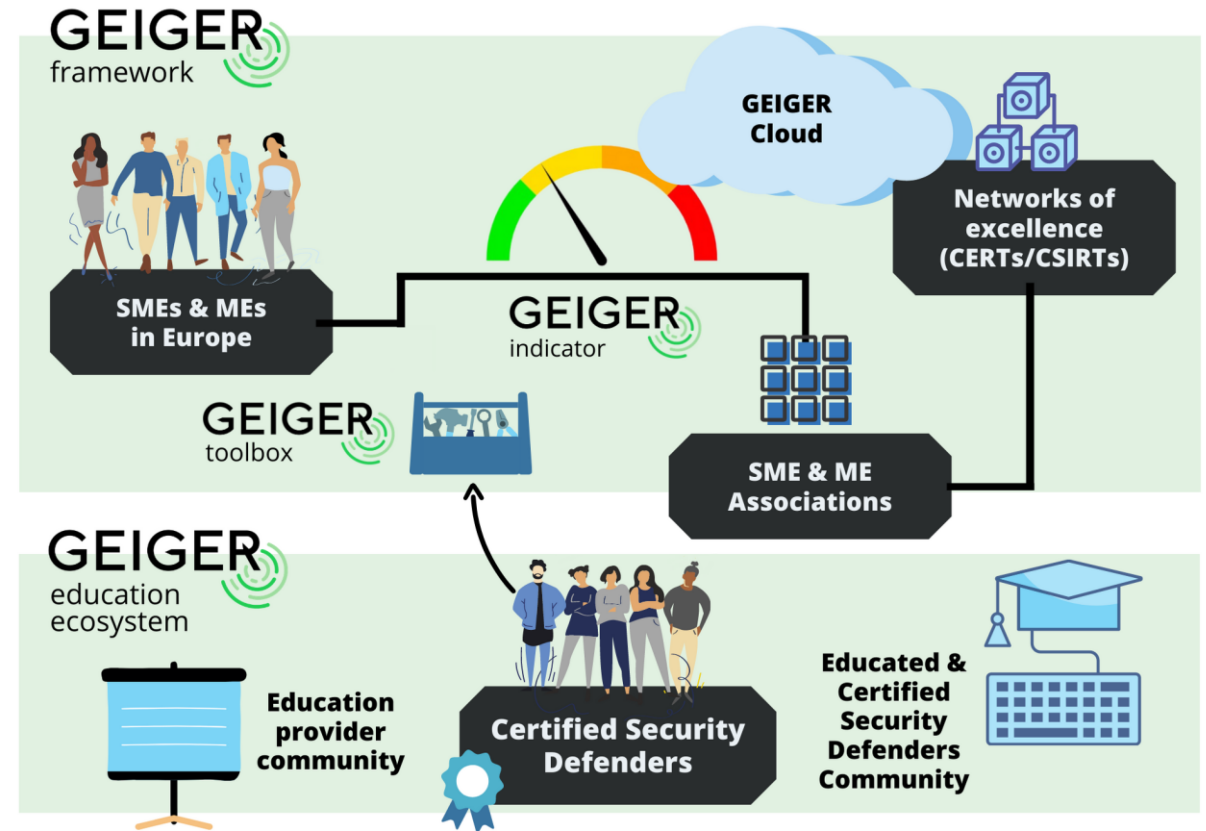 GEIGER
framework
GEIGER
Cloud
Networks of
excellence
(CERTs/CSIRTs)
SMEs & MEs
in Europe
GEIGER
indicator
GEIGER
toolbox
SME & ME
Associations
GEIGER
education
ecosystem
Education
provider
community
Certified Security
Defenders
Educated &
Certified
Security
Defenders
Community